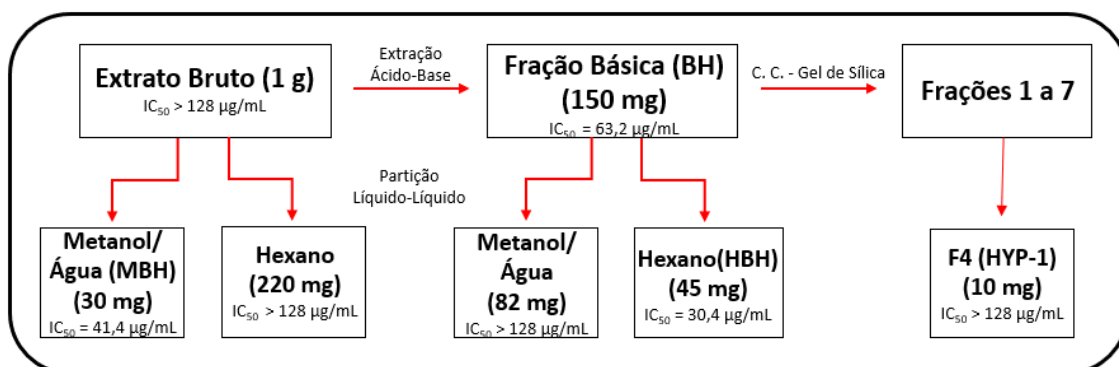 Extrato Bruto (1 g)
IC₅₀ > 128 µg/mL
Extração
Ácido-Base
Fração Básica (BH)
(150 mg)
IC₅₀ = 63,2 µg/mL
C. C. - Gel de Sílica
Frações 1 a 7
Partição
Líquido-Líquido
Metanol/
Água (MBH)
(30 mg)
IC₅₀ = 41,4 µg/mL
Hexano
(220 mg)
IC₅₀ > 128 µg/mL
Metanol/
Água
(82 mg)
IC₅₀ > 128 µg/mL
Hexano(HBH)
(45 mg)
IC₅₀ = 30,4 µg/mL
F4 (HYP-1)
(10 mg)
IC₅₀ > 128 µg/mL